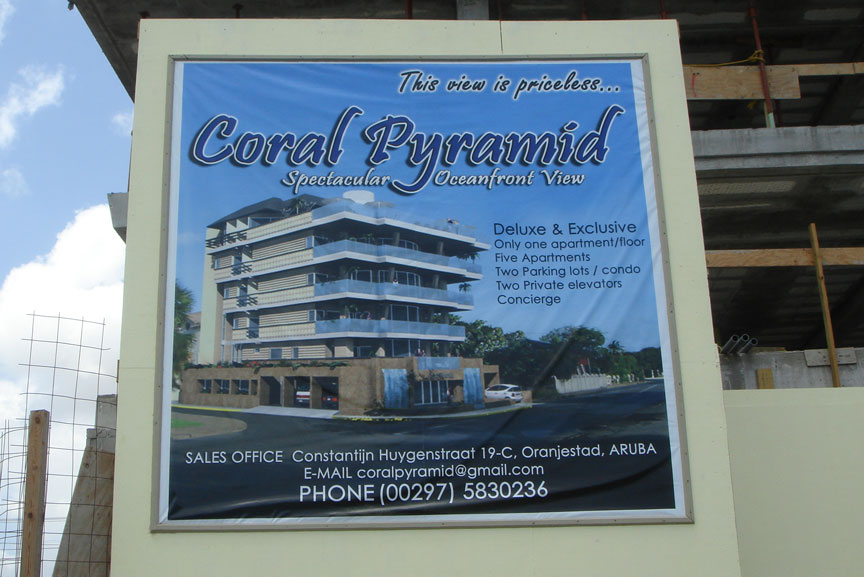 This view is priceless...
Coral Pyramid
Spectacular Oceanfront View
Deluxe & Exclusive
Only one apartment/floor
Five Apartments
Two Parking lots / condo
Two Private elevators
Concierge
SALES OFFICE Constantijn Huygenstraat 19-C, Oranjestad, ARUBA
E-MAIL coralpyramid@gmail.com
PHONE (00297) 5830236